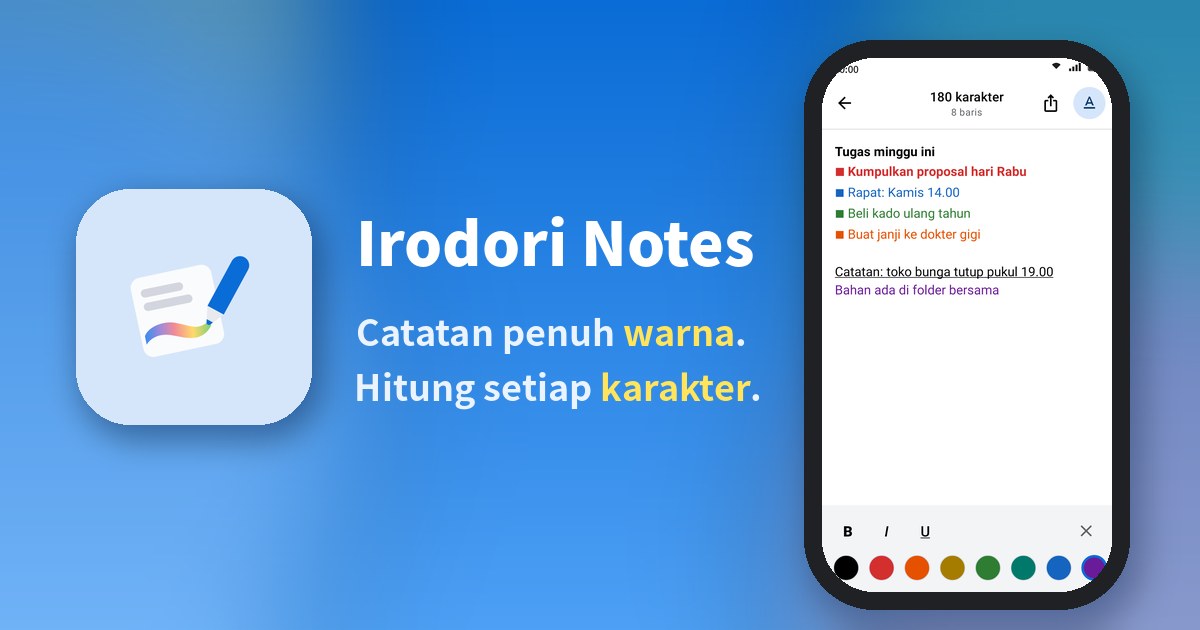 Irodori Notes
Catatan penuh warna.
Hitung setiap karakter.
180 karakter
8 baris
A
Tugas minggu ini
■ Kumpulkan proposal hari Rabu
■ Rapat: Kamis 14.00
■ Beli kado ulang tahun
■ Buat janji ke dokter gigi
Catatan: toko bunga tutup pukul 19.00
Bahan ada di folder bersama
B I U